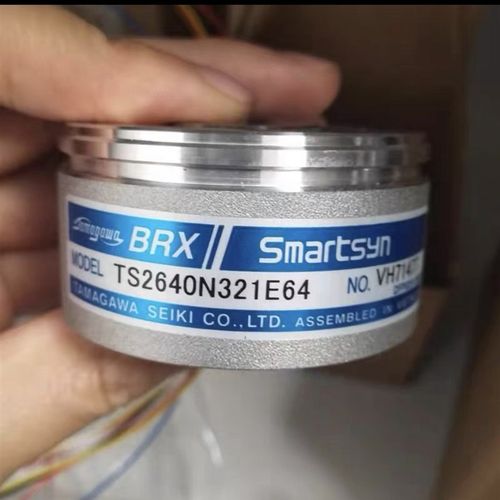 Tamagawa BRX Smartsyn
MODEL TS2640N321E64 NO. VH7147
TAMAGAWA SEIKI CO.,LTD. ASSEMBLED IN